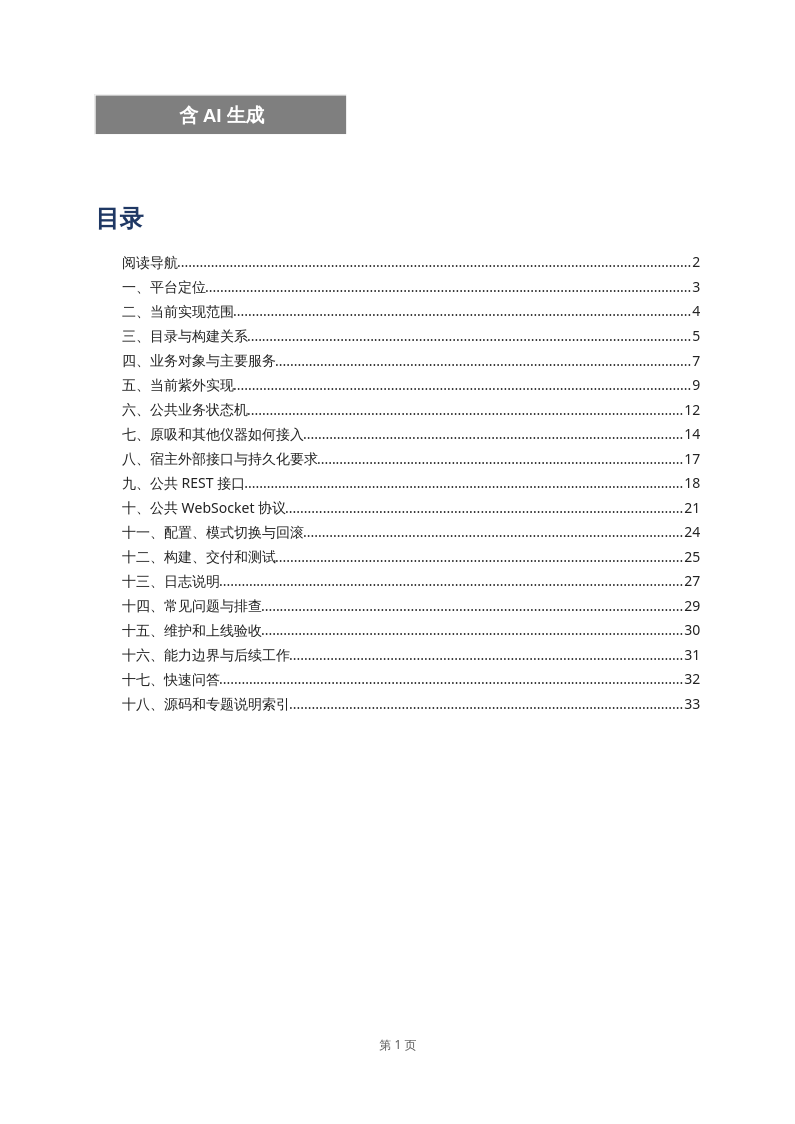 含 AI 生成
目录
阅读导航 2
一、平台定位 3
二、当前实现范围 4
三、目录与构建关系 5
四、业务对象与主要服务 7
五、当前紫外实现 9
六、公共业务状态机 12
七、原吸和其他仪器如何接入 14
八、宿主外部接口与持久化要求 17
九、公共 REST 接口 18
十、公共 WebSocket 协议 21
十一、配置、模式切换与回滚 24
十二、构建、交付和测试 25
十三、日志说明 27
十四、常见问题与排查 29
十五、维护和上线验收 30
十六、能力边界与后续工作 31
十七、快速问答 32
十八、源码和专题说明索引 33
第 1 页